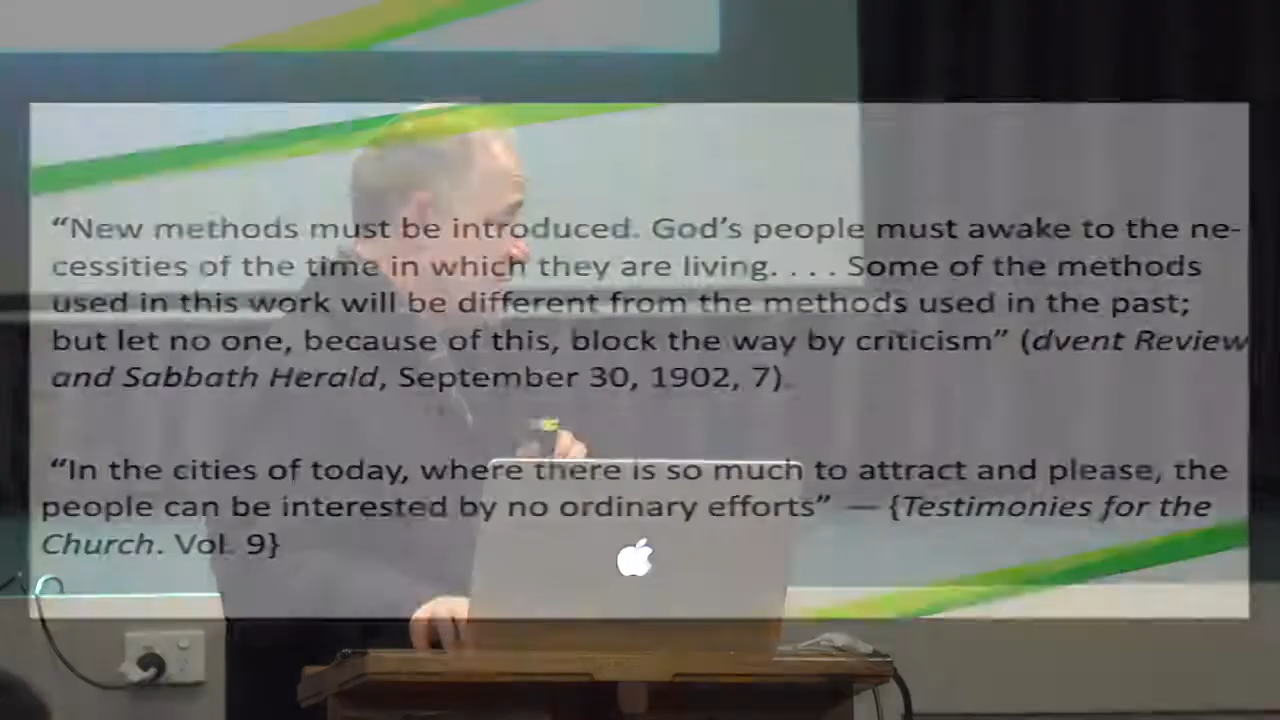 “New methods must be introduced. God’s people must awake to the ne-
cessities of the time in which they are living. . . . Some of the methods
used in this work will be different from the methods used in the past;
but let no one, because of this, block the way by criticism” (dvent Review
and Sabbath Herald, September 30, 1902, 7).
“In the cities of today, where there is so much to attract and please, the
people can be interested by no ordinary efforts” — {Testimonies for the
Church. Vol. 9}